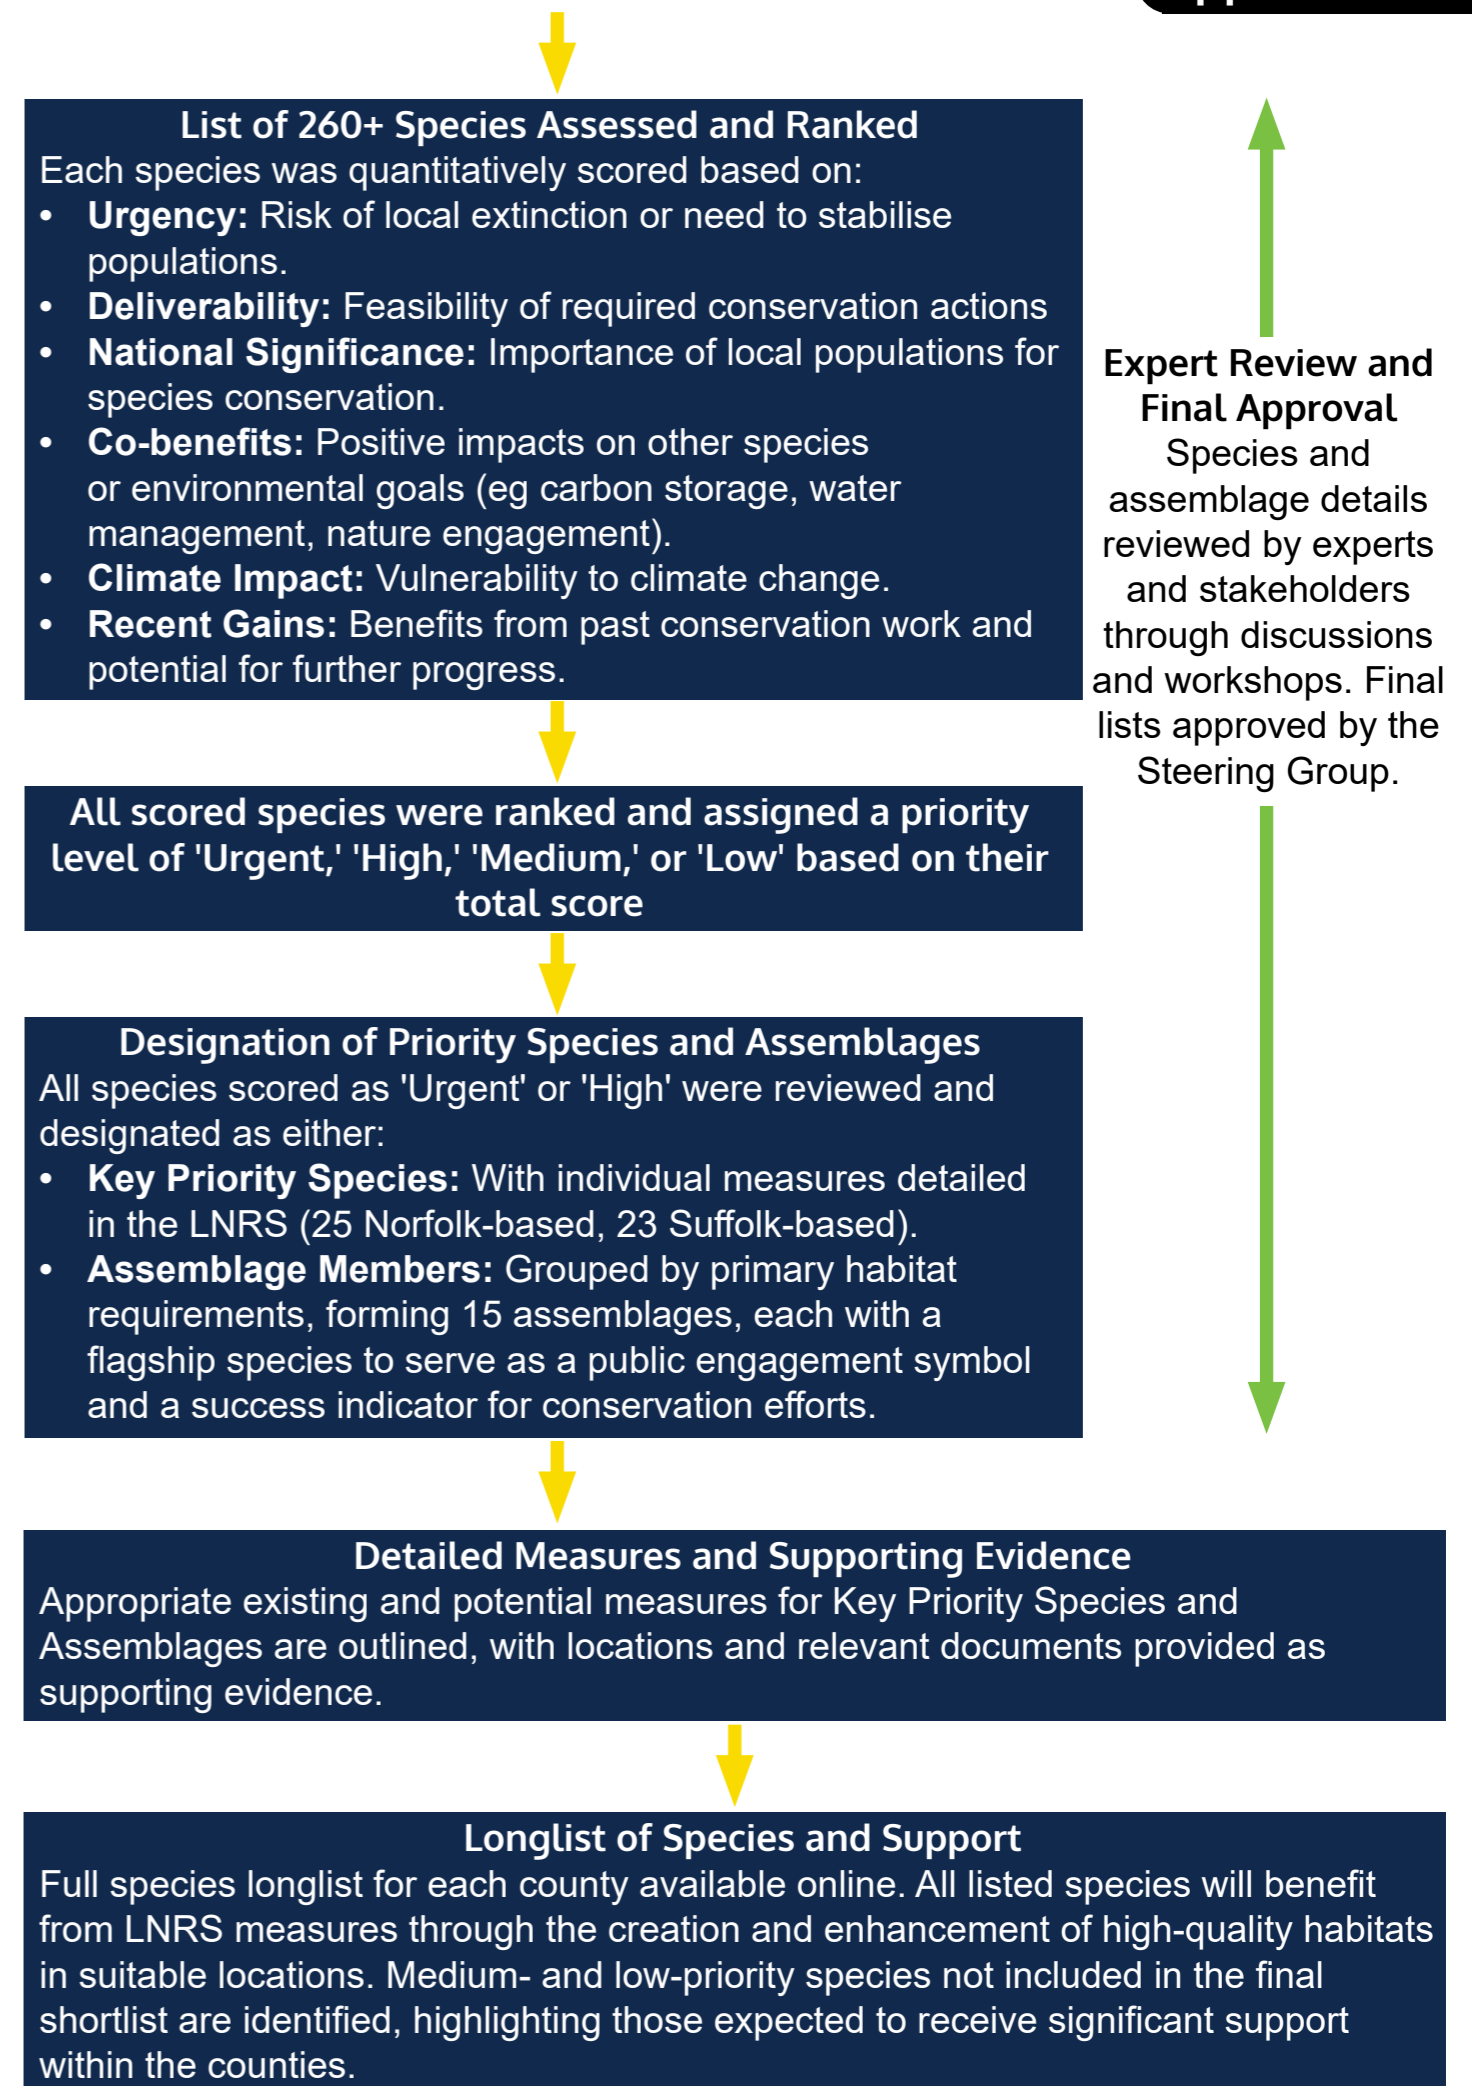 List of 260+ Species Assessed and Ranked
Each species was quantitatively scored based on:
• Urgency: Risk of local extinction or need to stabilise
populations.
• Deliverability: Feasibility of required conservation actions
• National Significance: Importance of local populations for
species conservation.
• Co-benefits: Positive impacts on other species
or environmental goals (eg carbon storage, water
management, nature engagement).
• Climate Impact: Vulnerability to climate change.
• Recent Gains: Benefits from past conservation work and
potential for further progress.
Expert Review and
Final Approval
Species and
assemblage details
reviewed by experts
and stakeholders
through discussions
and workshops. Final
lists approved by the
Steering Group.
All scored species were ranked and assigned a priority
level of 'Urgent,' 'High,' 'Medium,' or 'Low' based on their
total score
Designation of Priority Species and Assemblages
All species scored as 'Urgent' or 'High' were reviewed and
designated as either:
• Key Priority Species: With individual measures detailed
in the LNRS (25 Norfolk-based, 23 Suffolk-based).
• Assemblage Members: Grouped by primary habitat
requirements, forming 15 assemblages, each with a
flagship species to serve as a public engagement symbol
and a success indicator for conservation efforts.
Detailed Measures and Supporting Evidence
Appropriate existing and potential measures for Key Priority Species and
Assemblages are outlined, with locations and relevant documents provided as
supporting evidence.
Longlist of Species and Support
Full species longlist for each county available online. All listed species will benefit
from LNRS measures through the creation and enhancement of high-quality habitats
in suitable locations. Medium- and low-priority species not included in the final
shortlist are identified, highlighting those expected to receive significant support
within the counties.